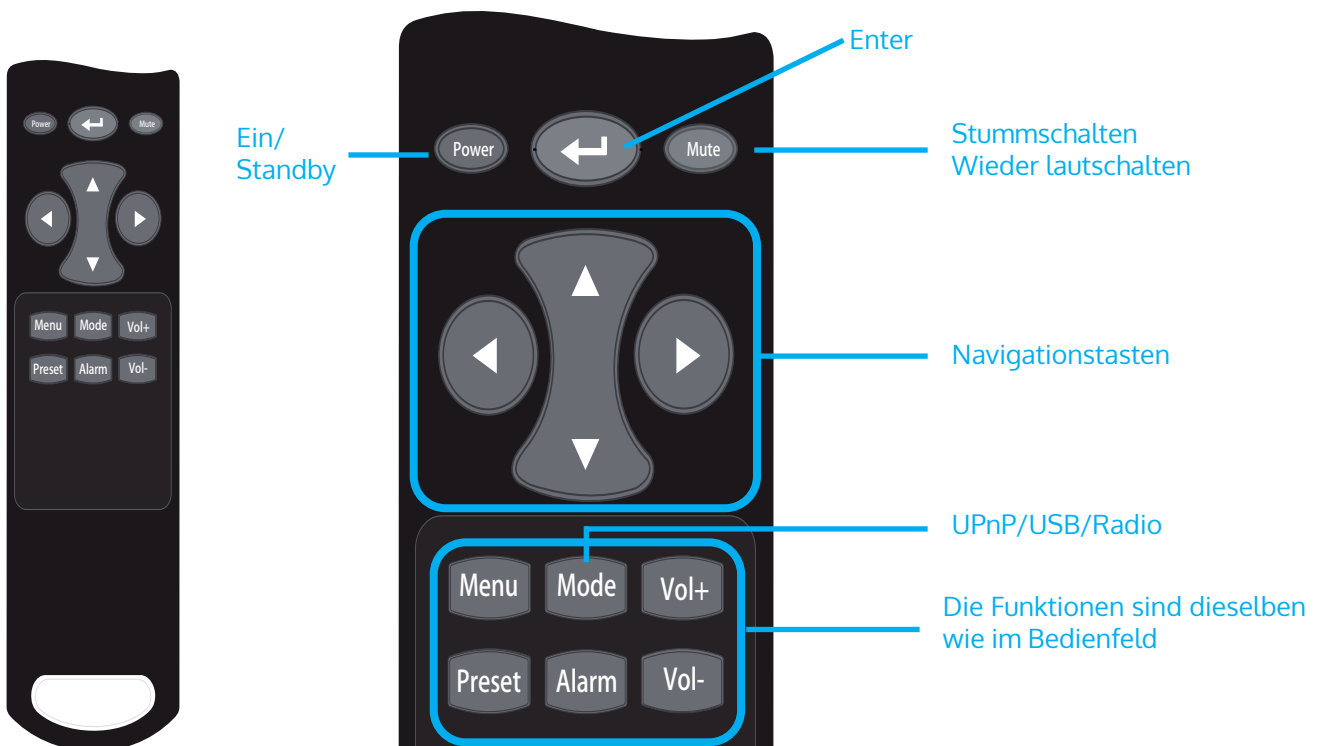 Power
Mute
Menu Mode Vol+
Preset Alarm Vol-
Enter
Ein/
Standby
Power
Mute
Stummschalten
Wieder lautschalten
Navigationstasten
UPnP/USB/Radio
Menu Mode Vol+
Die Funktionen sind dieselben
wie im Bedienfeld
Preset Alarm Vol-